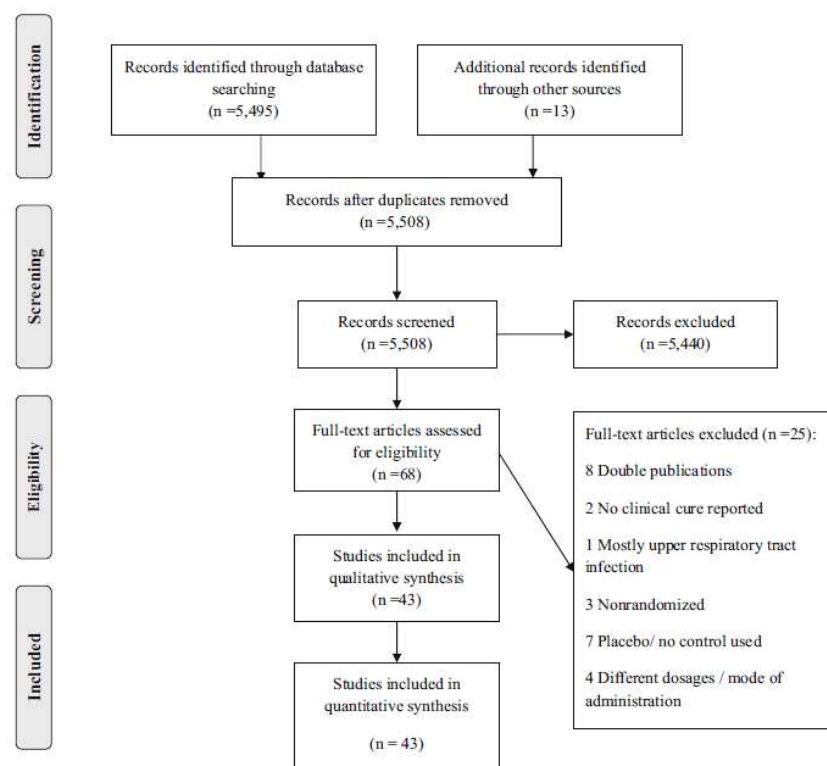 Identification
Records identified through database
searching
(n =5,495)
Additional records identified
through other sources
(n =13)
Records after duplicates removed
(n =5,508)
Screening
Records screened
(n =5,508)
Records excluded
(n =5,440)
Eligibility
Full-text articles assessed
for eligibility
(n =68)
Full-text articles excluded (n =25):
8 Double publications
2 No clinical cure reported
1 Mostly upper respiratory tract
infection
3 Nonrandomized
7 Placebo/ no control used
4 Different dosages / mode of
administration
Studies included in
qualitative synthesis
(n =43)
Included
Studies included in
quantitative synthesis
(n = 43)